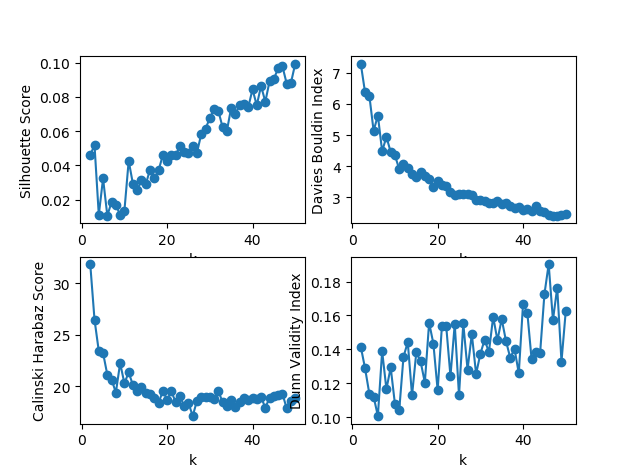 0.10
0.08
0.06
0.04
0.02
Silhouette Score
0 20 40
k
7
6
5
4
3
Davies Bouldin Index
0 20 40
k
30
25
20
Calinski Harabaz Score
0 20 40
k
0.18
0.16
0.14
0.12
0.10
Dunn Validity Index
0 20 40
k